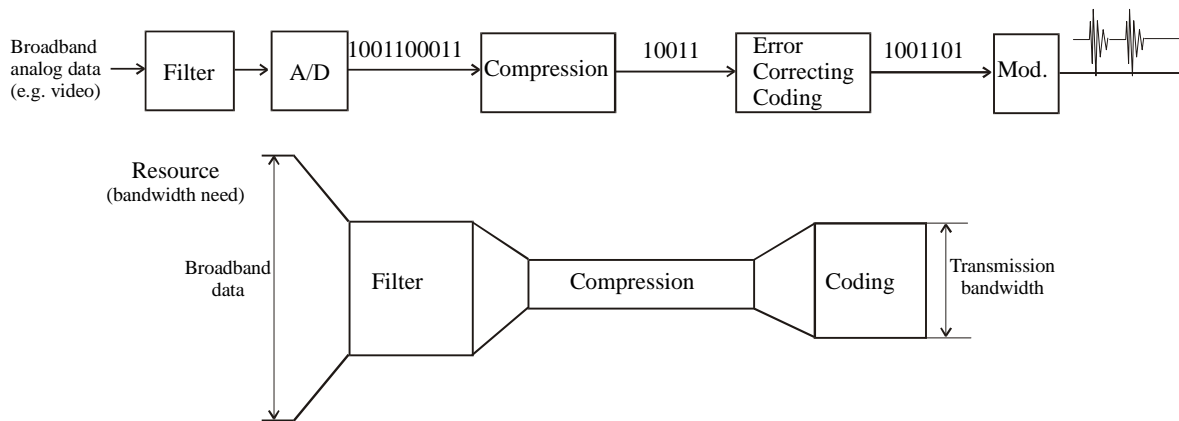 Broadband
analog data
(e.g. video)
Filter
A/D
1001100011
Compression
10011
Error
Correcting
Coding
1001101
Mod.
Resource
(bandwidth need)
Broadband
data
Filter
Compression
Coding
Transmission
bandwidth